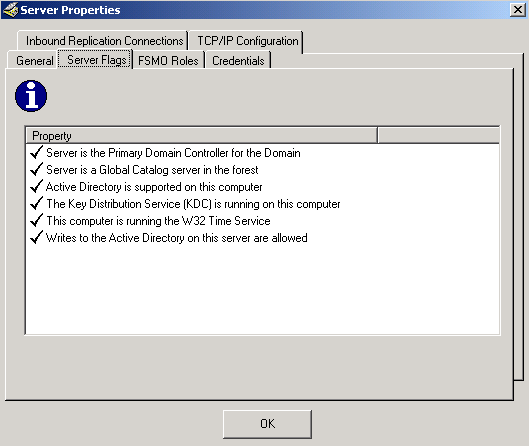 Server Properties
Inbound Replication Connections TCP/IP Configuration
General Server Flags FSMO Roles Credentials
Property
Server is the Primary Domain Controller for the Domain
Server is a Global Catalog server in the forest
Active Directory is supported on this computer
The Key Distribution Service (KDC) is running on this computer
This computer is running the W32 Time Service
Writes to the Active Directory on this server are allowed
OK